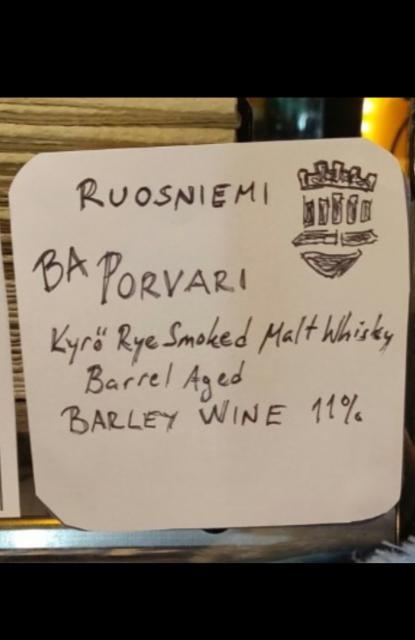 RUOSNIEMI
BA PORVARI
Kyrö Rye Smoked Malt Whisky
Barrel Aged
BARLEY WINE 11%